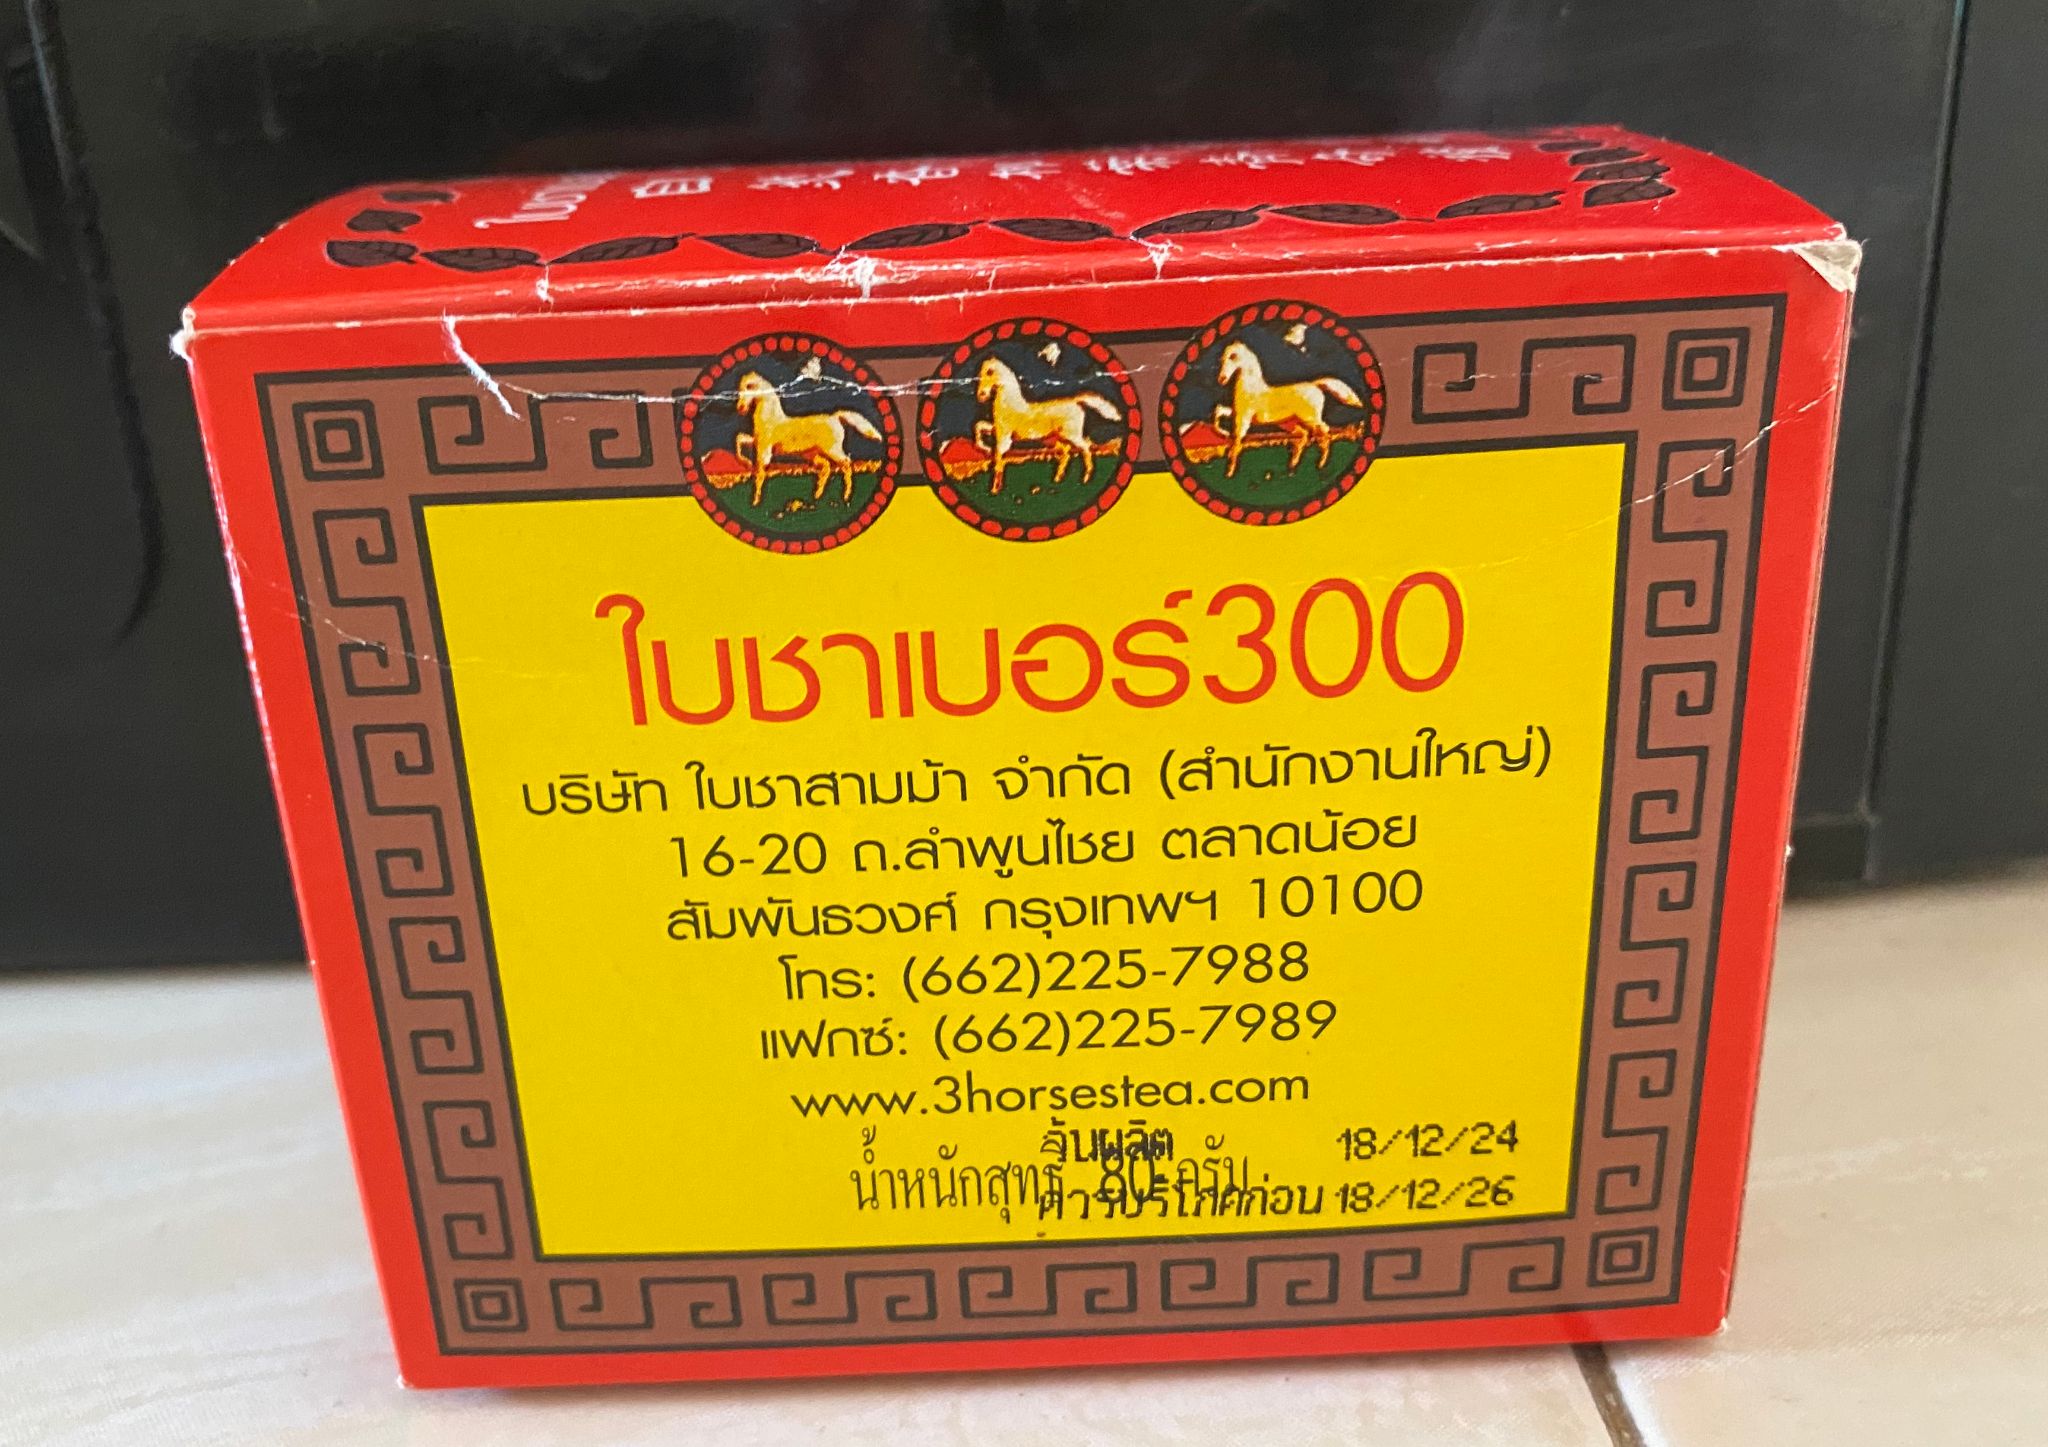 ใบชาเบอร์300
บริษัท ใบชาสามม้า จำกัด (สำนักงานใหญ่)
16-20 ถ.ลำพูนไชย ตลาดน้อย
สัมพันธวงศ์ กรุงเทพฯ 10100
โทร: (662)225-7988
แฟกซ์: (662)225-7989
www.3horsestea.com
วันผลิต 18/12/24
น้ำหนักสุทธิ 80 กรัม
ควรบริโภคก่อน 18/12/26